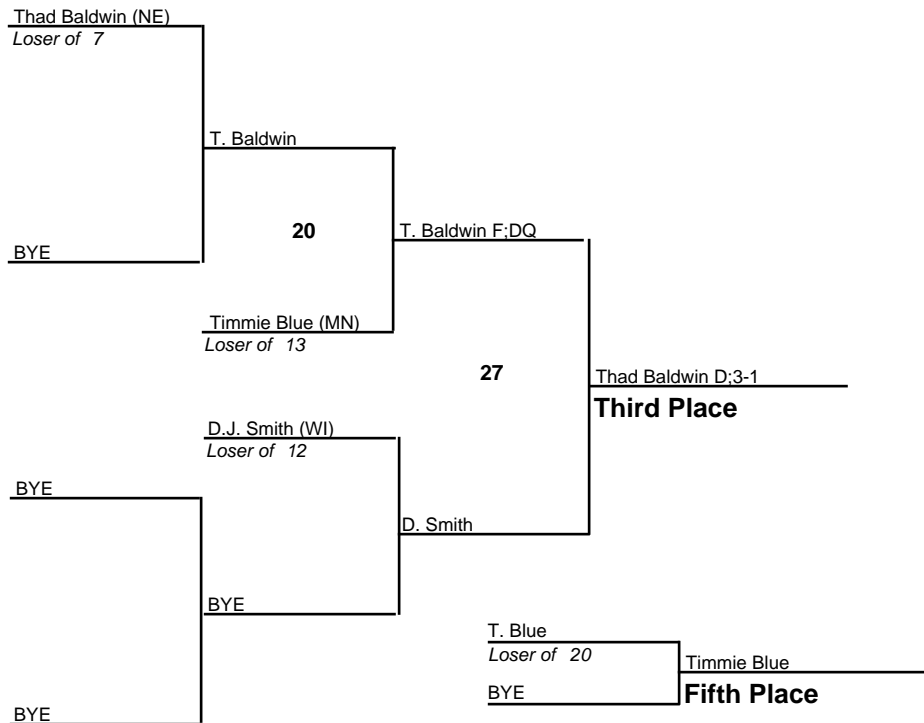 Thad Baldwin (NE)
Loser of 7
T. Baldwin
20
T. Baldwin F;DQ
BYE
Timmie Blue (MN)
Loser of 13
27
Thad Baldwin D;3-1
Third Place
D.J. Smith (WI)
Loser of 12
BYE
D. Smith
BYE
T. Blue
Loser of 20
Timmie Blue
BYE
Fifth Place
BYE